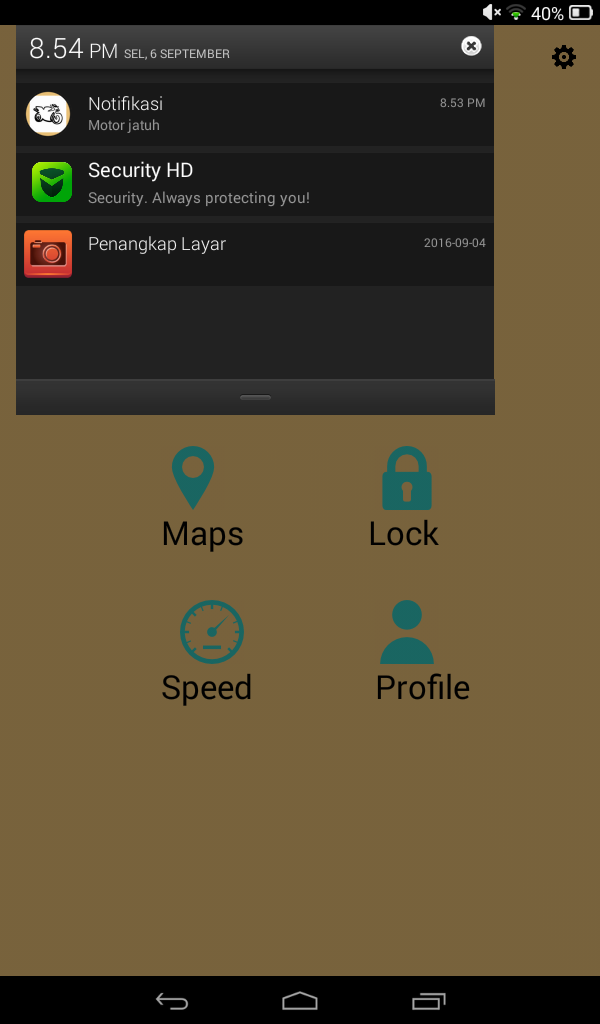 40%
8.54 PM SEL, 6 SEPTEMBER
Notifikasi 8.53 PM
Motor jatuh
Security HD
Security. Always protecting you!
Penangkap Layar 2016-09-04
Maps Lock
Speed Profile